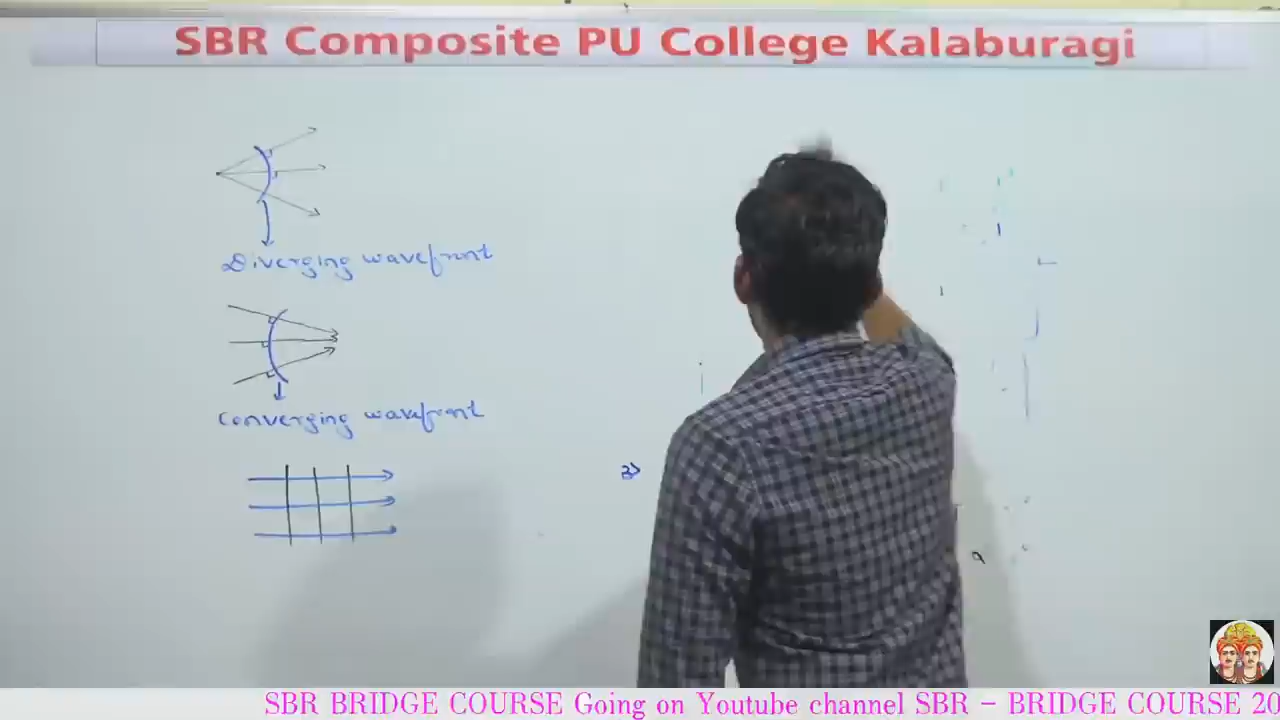 SBR Composite PU College Kalaburagi
Diverging wavefront
Converging wavefront
SBR BRIDGE COURSE Going on Youtube channel SBR - BRIDGE COURSE 20